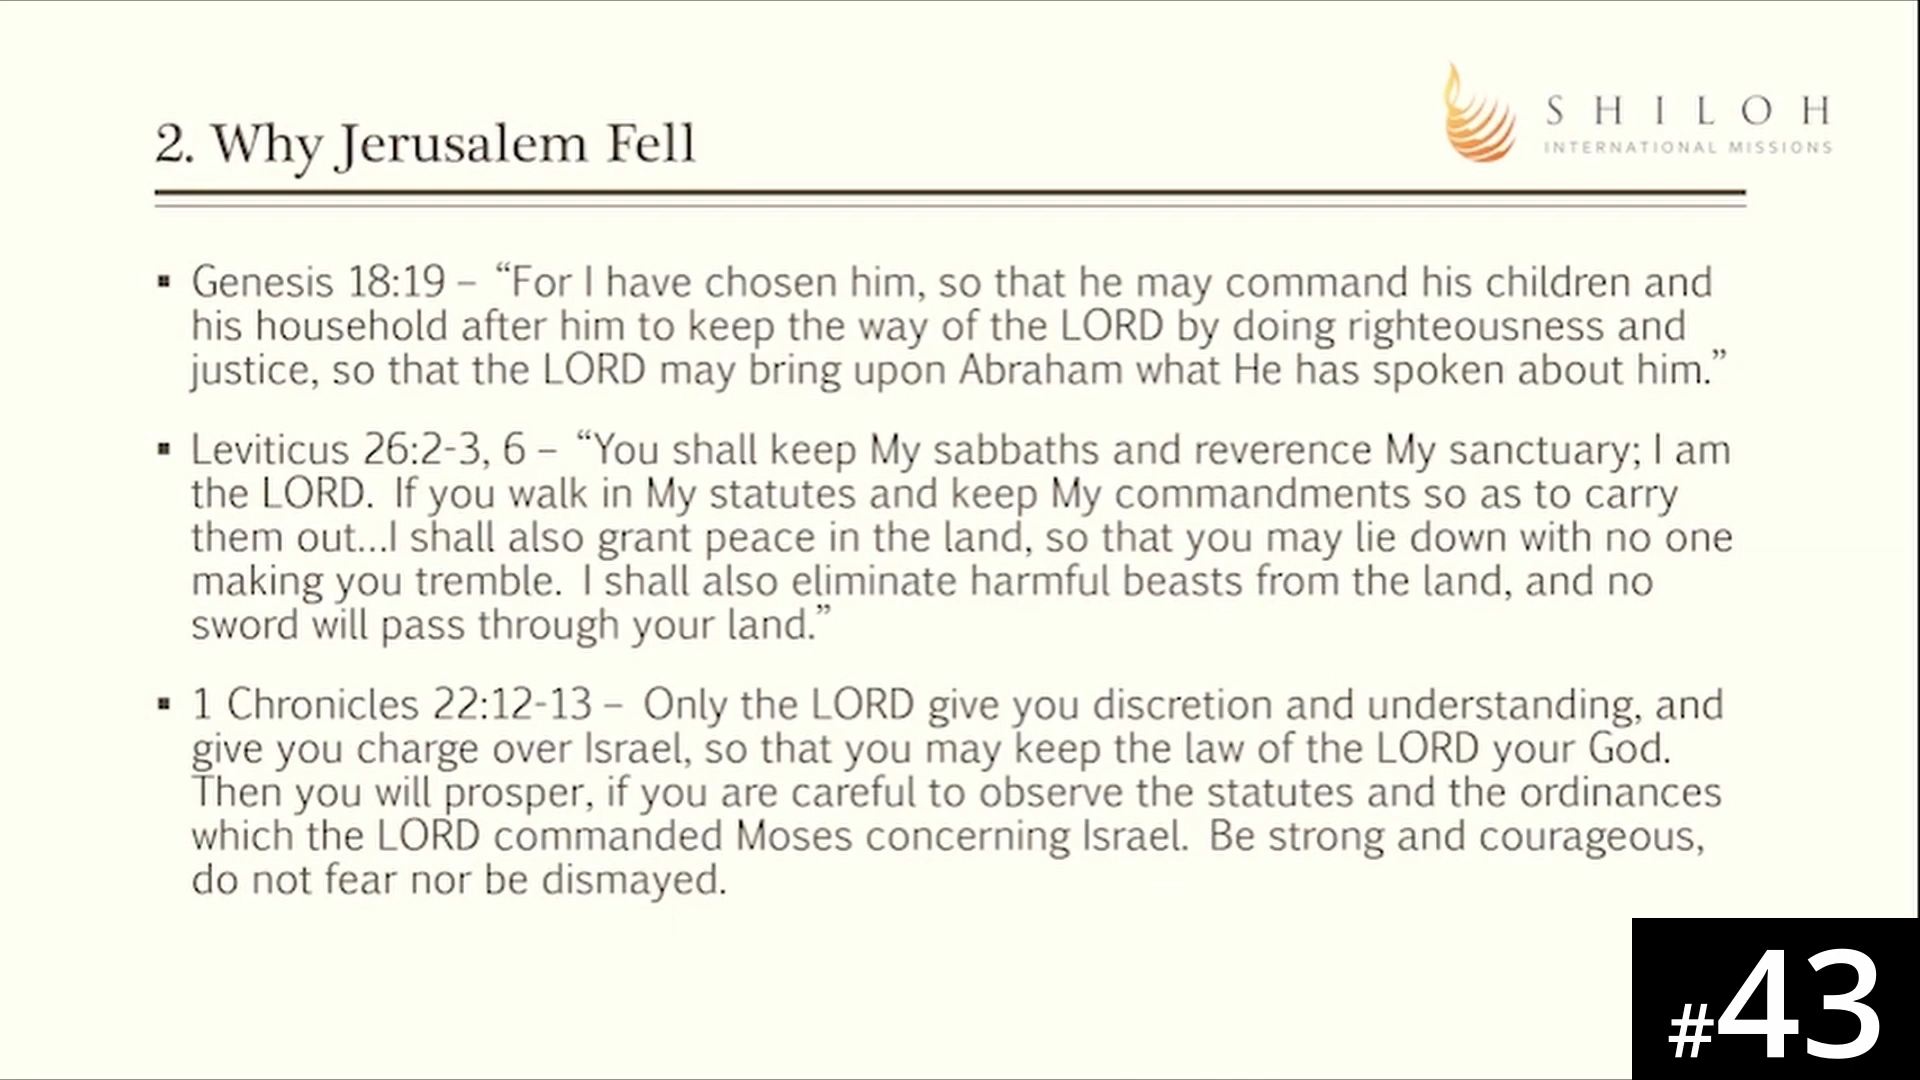 2. Why Jerusalem Fell
SHILOH
INTERNATIONAL MISSIONS
▪ Genesis 18:19 – “For I have chosen him, so that he may command his children and
his household after him to keep the way of the LORD by doing righteousness and
justice, so that the LORD may bring upon Abraham what He has spoken about him.”
▪ Leviticus 26:2-3, 6 – “You shall keep My sabbaths and reverence My sanctuary; I am
the LORD. If you walk in My statutes and keep My commandments so as to carry
them out...I shall also grant peace in the land, so that you may lie down with no one
making you tremble. I shall also eliminate harmful beasts from the land, and no
sword will pass through your land.”
▪ 1 Chronicles 22:12-13 – Only the LORD give you discretion and understanding, and
give you charge over Israel, so that you may keep the law of the LORD your God.
Then you will prosper, if you are careful to observe the statutes and the ordinances
which the LORD commanded Moses concerning Israel. Be strong and courageous,
do not fear nor be dismayed.
#43